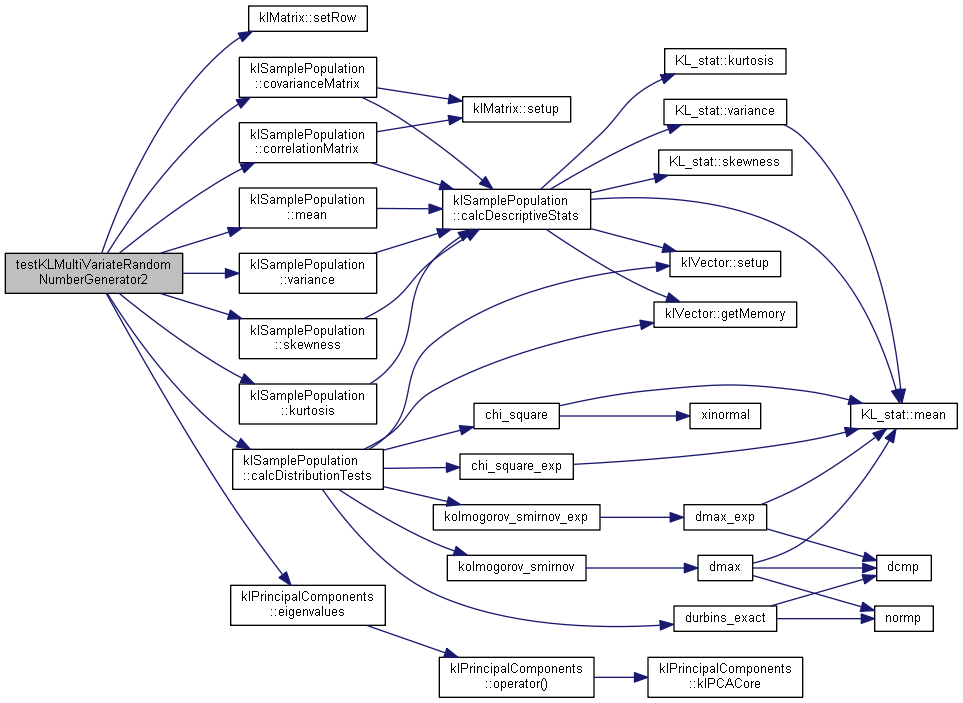 testKLMultiVariateRandom
NumberGenerator2
klMatrix::setRow
klSamplePopulation
::covarianceMatrix
klSamplePopulation
::correlationMatrix
klSamplePopulation
::mean
klSamplePopulation
::variance
klSamplePopulation
::skewness
klSamplePopulation
::kurtosis
klSamplePopulation
::calcDistributionTests
klPrincipalComponents
::eigenvalues
klMatrix::setup
klSamplePopulation
::calcDescriptiveStats
chi_square
chi_square_exp
kolmogorov_smirnov_exp
kolmogorov_smirnov
klPrincipalComponents
::operator()
KL_stat::kurtosis
KL_stat::variance
KL_stat::skewness
klVector::setup
klVector::getMemory
xinormal
dmax_exp
dmax
durbins_exact
klPrincipalComponents
::klPCACore
KL_stat::mean
dcmp
normp